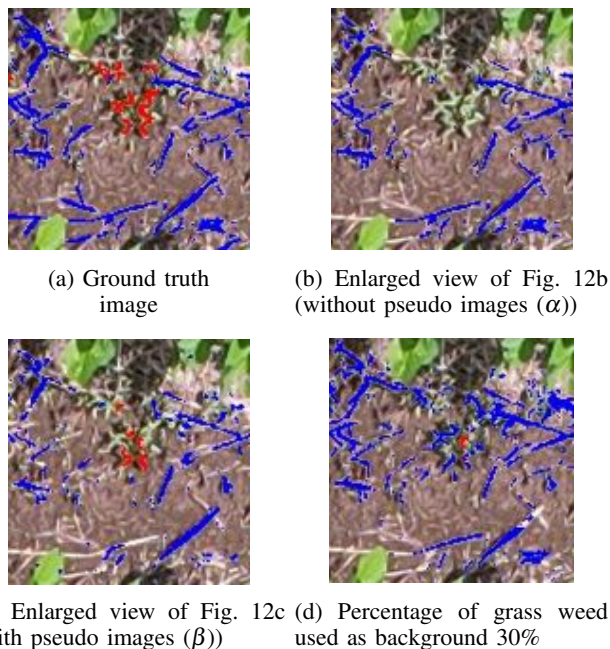 (a) Ground truth
image
(b) Enlarged view of Fig. 12b
(without pseudo images (α))
Enlarged view of Fig. 12c
pseudo images (β))
(d) Percentage of grass weed
used as background 30%